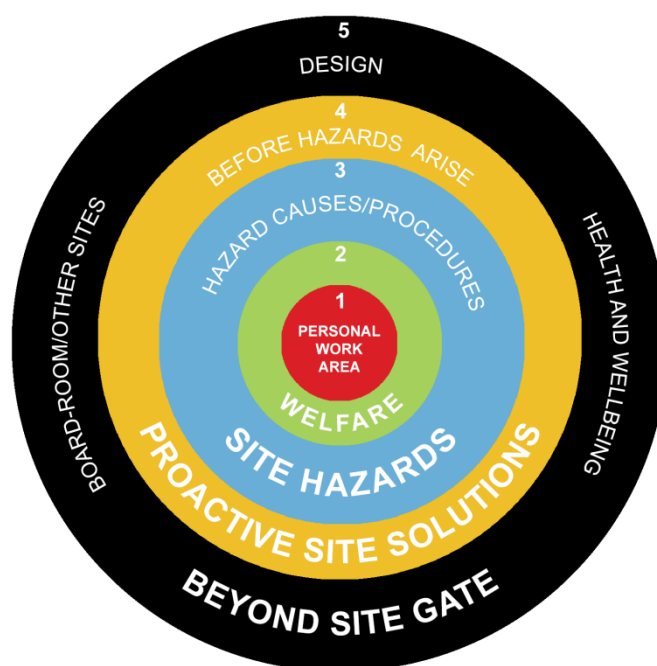 5
DESIGN
BOARD-ROOM/OTHER SITES
HEALTH AND WELLBEING
4
BEFORE HAZARDS ARISE
3
HAZARD CAUSES/PROCEDURES
2
1
PERSONAL
WORK
AREA
WELFARE
SITE HAZARDS
PROACTIVE SITE SOLUTIONS
BEYOND SITE GATE